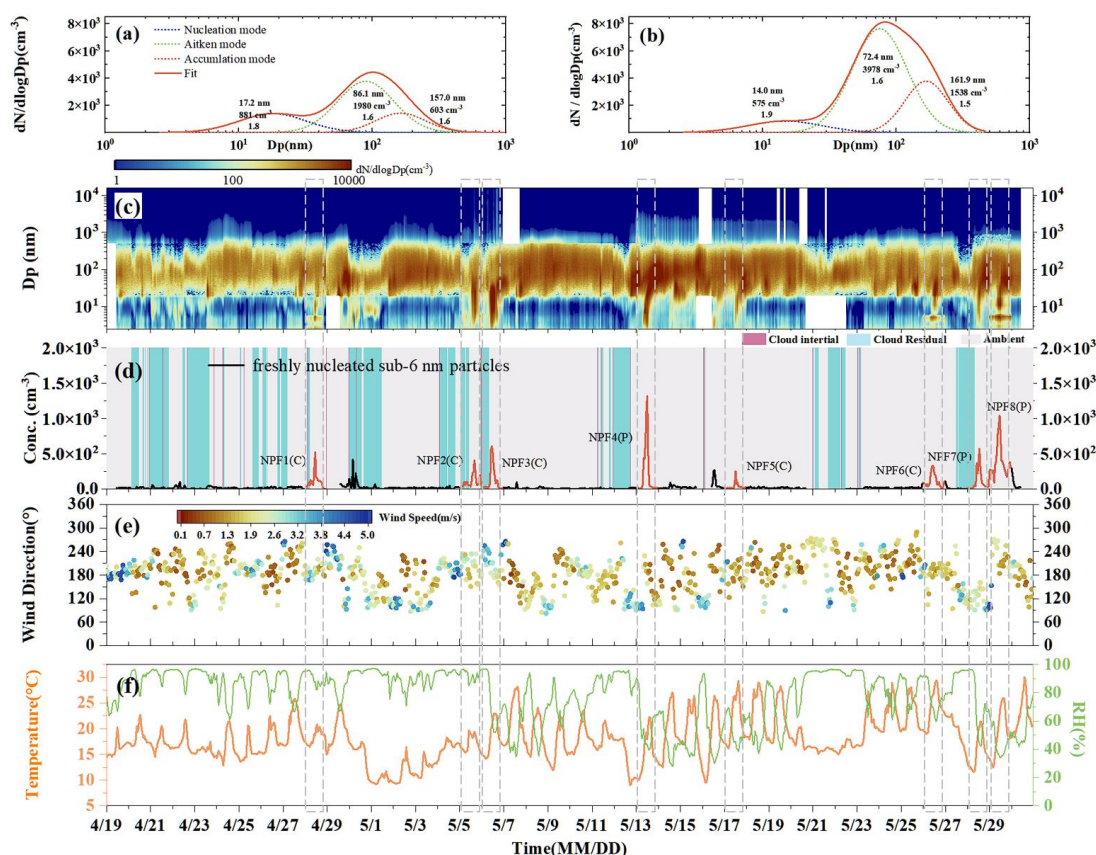 (a)
Nucleation mode
Aitken mode
Accumlation mode
Fit
8×10³
6×10³
4×10³
2×10³
dN/dlogDp(cm-3)
17.2 nm
881 cm-3
1.8
86.1 nm
1980 cm-3
1.6
157.0 nm
603 cm-3
1.6
10⁰
10¹
10²
10³
Dp(nm)
(b)
8×10³
6×10³
4×10³
2×10³
dN / dlogDp(cm-3)
14.0 nm
575 cm-3
1.9
72.4 nm
3978 cm-3
1.6
161.9 nm
1538 cm-3
1.5
10⁰
10¹
10²
10³
Dp(nm)
dN/dlogDp(cm-3)
1
100
10000
(c)
10⁴
10³
10²
10¹
Dp (nm)
10⁴
10³
10²
10¹
Cloud intertial
Cloud Residual
Ambient
(d)
freshly nucleated sub-6 nm particles
2.0×10³
1.5×10³
1.0×10³
5.0×10²
0.0
Conc. (cm-3)
NPF1(C)
NPF2(C)
NPF3(C)
NPF4(P)
NPF5(C)
NPF6(C)
NPF7(P)
NPF8(P)
2.0×10³
1.5×10³
1.0×10³
5.0×10²
0.0
(e)
Wind Speed(m/s)
0.1 0.7 1.3 1.9 2.6 3.2 3.8 4.4 5.0
360
300
240
180
120
60
0
Wind Direction(°)
360
300
240
180
120
60
0
(f)
30
25
20
15
10
5
Temperature(°C)
100
80
60
40
20
0
RH(%)
4/19 4/21 4/23 4/25 4/27 4/29 5/1 5/3 5/5 5/7 5/9 5/11 5/13 5/15 5/17 5/19 5/21 5/23 5/25 5/27 5/29
Time(MM/DD)